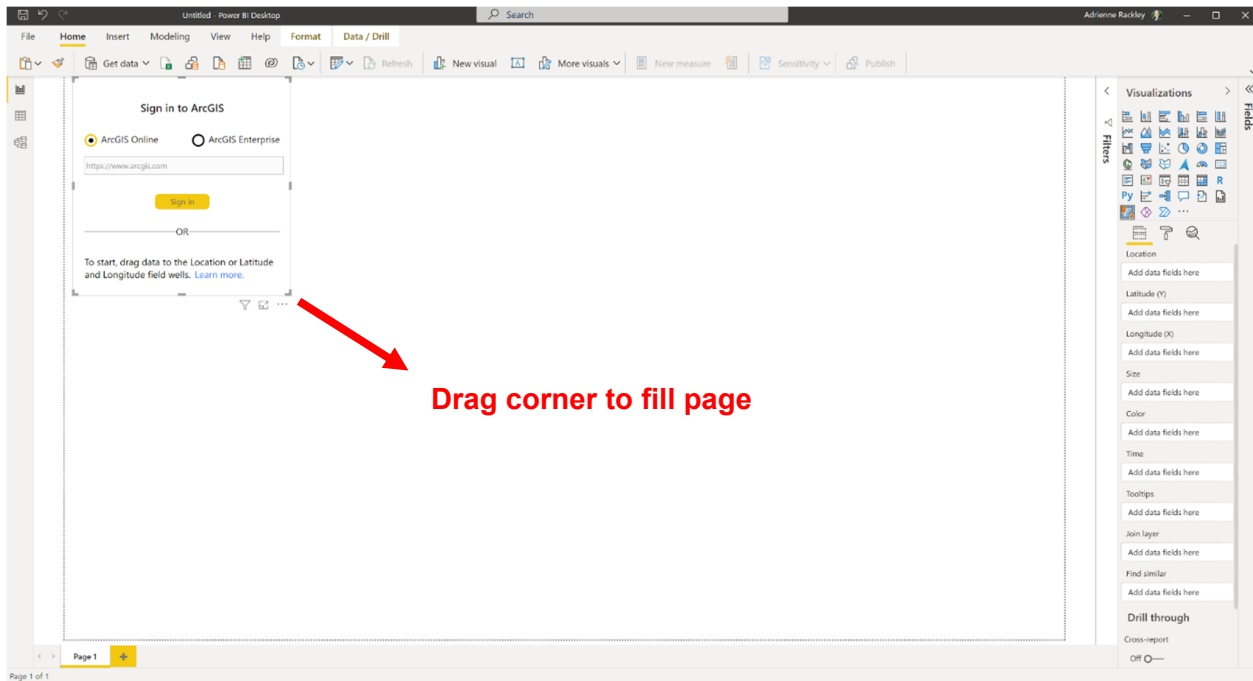 Untitled - Power BI Desktop
Search
Adrienne Rackley
File Home Insert Modeling View Help Format Data / Drill
Get data Refresh New visual More visuals New measure Sensitivity Publish
Sign in to ArcGIS
ArcGIS Online ArcGIS Enterprise
https://www.arcgis.com
Sign in
OR
To start, drag data to the Location or Latitude
and Longitude field wells. Learn more.
Drag corner to fill page
Filters
Visualizations
Fields
R
Py
Location
Add data fields here
Latitude (Y)
Add data fields here
Longitude (X)
Add data fields here
Size
Add data fields here
Color
Add data fields here
Time
Add data fields here
Tooltips
Add data fields here
Join layer
Add data fields here
Find similar
Add data fields here
Drill through
Cross-report
Off
Page 1
Page 1 of 1